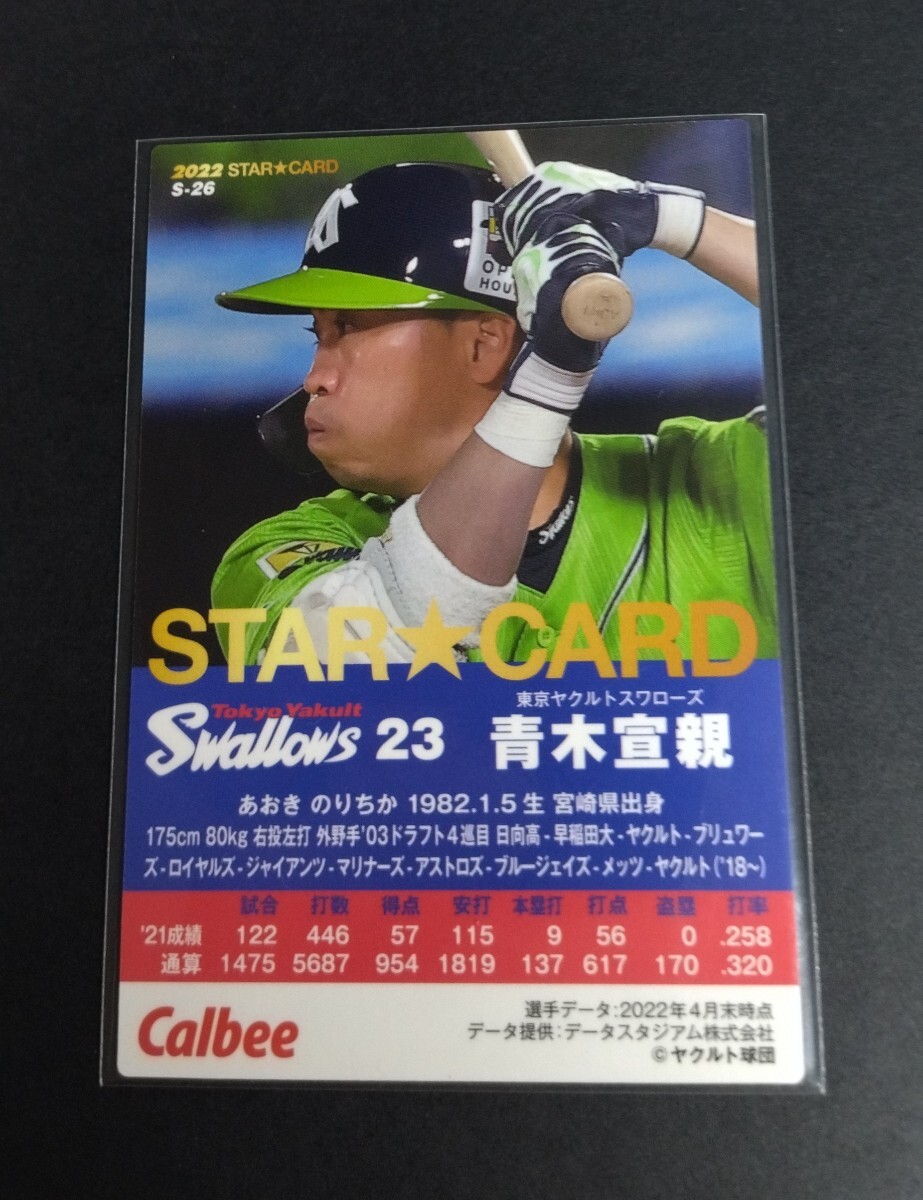 2022 STAR★CARD
S-26
OP
HOU
Swallows
STAR★CARD
東京ヤクルトスワローズ
Tokyo Yakult
Swallows 23 青木宣親
あおき のりちか 1982.1.5生 宮崎県出身
175cm 80kg 右投左打 外野手 '03ドラフト4巡目 日向高-早稲田大-ヤクルト-ブリュワー
ズ-ロイヤルズ-ジャイアンツ-マリナーズ-アストロズ-ブルージェイズ-メッツ-ヤクルト('18~)
試合 打数 得点 安打 本塁打 打点 盗塁 打率
'21成績 122 446 57 115 9 56 0 .258
通算 1475 5687 954 1819 137 617 170 .320
Calbee
選手データ:2022年4月末時点
データ提供:データスタジアム株式会社
©ヤクルト球団